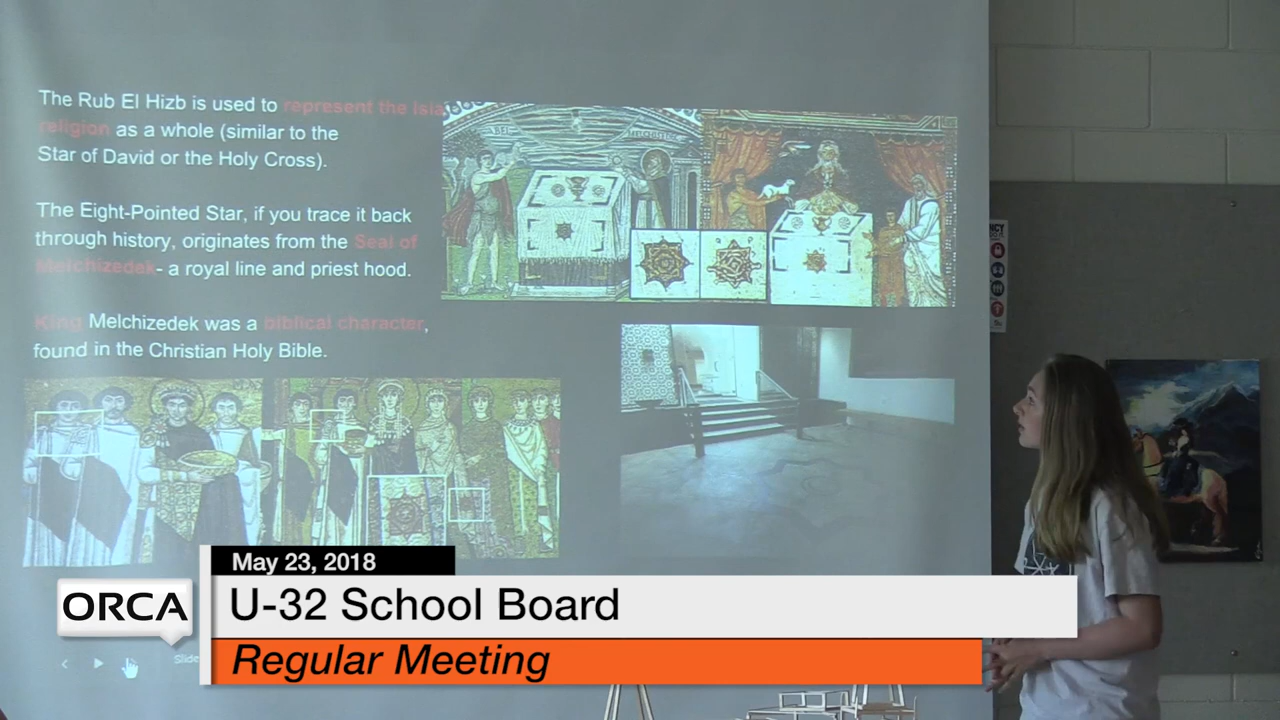 The Rub El Hizb is used to represent the Isla
religion as a whole (similar to the
Star of David or the Holy Cross).
The Eight-Pointed Star, if you trace it back
through history, originates from the Seal of
Melchizedek- a royal line and priest hood.
King Melchizedek was a biblical character,
found in the Christian Holy Bible.
May 23, 2018
ORCA
U-32 School Board
Regular Meeting
Slide